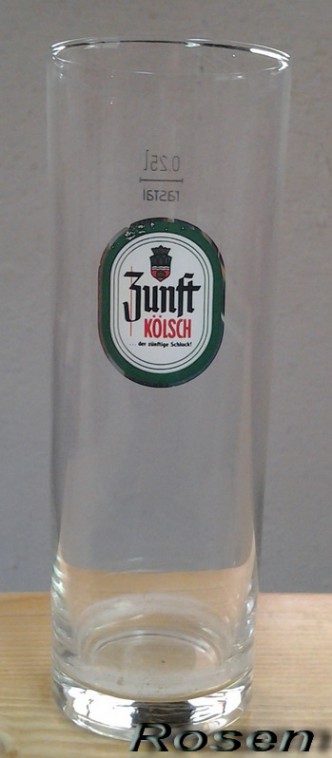 0.25l
rastal
Zunft
KÖLSCH
... der zünftige Schluck!
Rosen